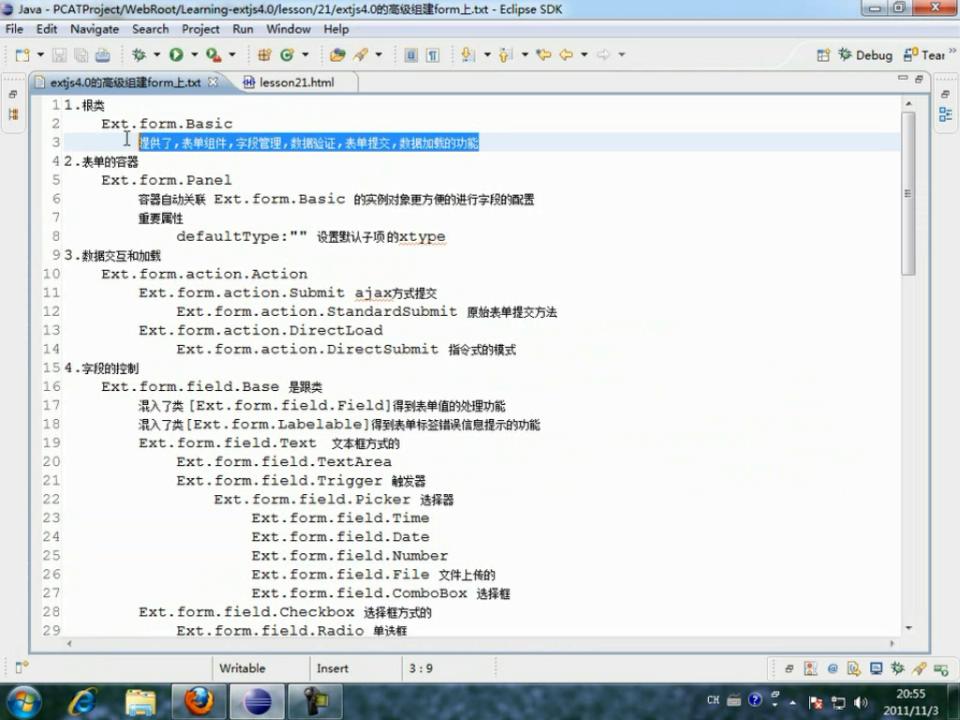 Java - PCATProject/WebRoot/Learning-extjs4.0/lesson/21/extjs4.0的高级组建form上.txt - Eclipse SDK
File Edit Navigate Search Project Run Window Help
Debug Tear
extjs4.0的高级组建form上.txt lesson21.html
1 1.根类
2 Ext.form.Basic
3 提供了,表单组件,字段管理,数据验证,表单提交,数据加载的功能
4 2.表单的容器
5 Ext.form.Panel
6 容器自动关联 Ext.form.Basic 的实例对象更方便的进行字段的配置
7 重要属性
8 defaultType:"" 设置默认子项的xtype
9 3.数据交互和加载
10 Ext.form.action.Action
11 Ext.form.action.Submit ajax方式提交
12 Ext.form.action.StandardSubmit 原始表单提交方法
13 Ext.form.action.DirectLoad
14 Ext.form.action.DirectSubmit 指令式的模式
15 4.字段的控制
16 Ext.form.field.Base 是跟类
17 混入了类[Ext.form.field.Field]得到表单值的处理功能
18 混入了类[Ext.form.Labelable]得到表单标签错误信息提示的功能
19 Ext.form.field.Text 文本框方式的
20 Ext.form.field.TextArea
21 Ext.form.field.Trigger 触发器
22 Ext.form.field.Picker 选择器
23 Ext.form.field.Time
24 Ext.form.field.Date
25 Ext.form.field.Number
26 Ext.form.field.File 文件上传的
27 Ext.form.field.ComboBox 选择框
28 Ext.form.field.Checkbox 选择框方式的
29 Ext.form.field.Radio 单选框
Writable Insert 3 : 9
CH 20:55
2011/11/3